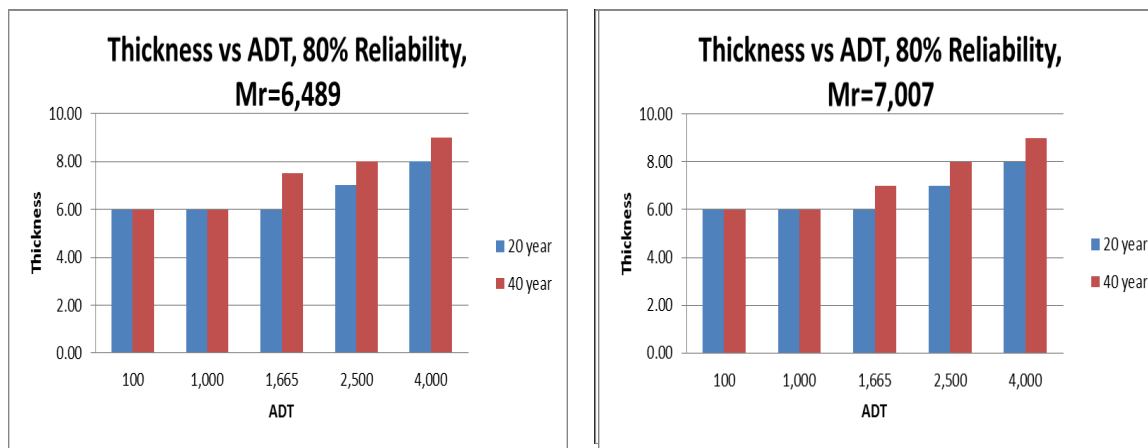 Thickness vs ADT, 80% Reliability,
Mr=6,489
10.00
8.00
6.00
4.00
2.00
0.00
Thickness
100 1,000 1,665 2,500 4,000
ADT
20 year
40 year
Thickness vs ADT, 80% Reliability,
Mr=7,007
10.00
8.00
6.00
4.00
2.00
0.00
Thickness
100 1,000 1,665 2,500 4,000
ADT
20 year
40 year